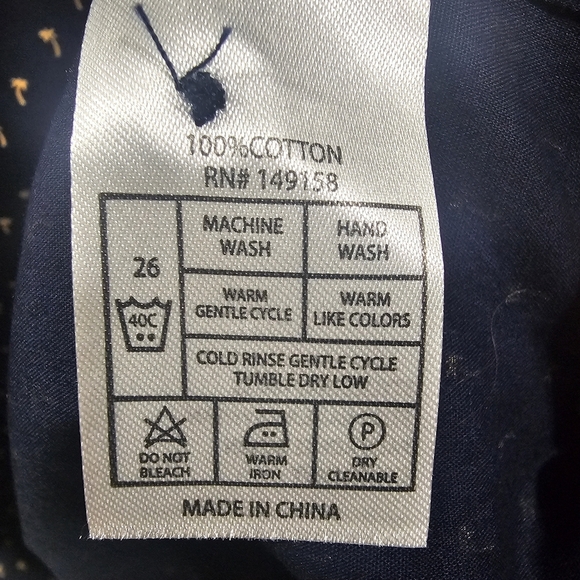 100%COTTON
RN# 149158
26
40C
MACHINE
WASH
HAND
WASH
WARM
GENTLE CYCLE
WARM
LIKE COLORS
COLD RINSE GENTLE CYCLE
TUMBLE DRY LOW
DO NOT
BLEACH
WARM
IRON
P
DRY
CLEANABLE
MADE IN CHINA